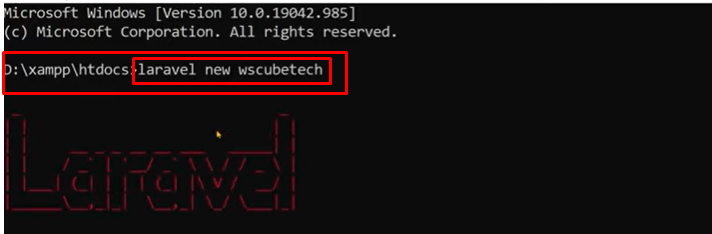 Microsoft Windows [Version 10.0.19042.985]
(c) Microsoft Corporation. All rights reserved.
D:\xampp\htdocs>laravel new wscubetech
Laravel